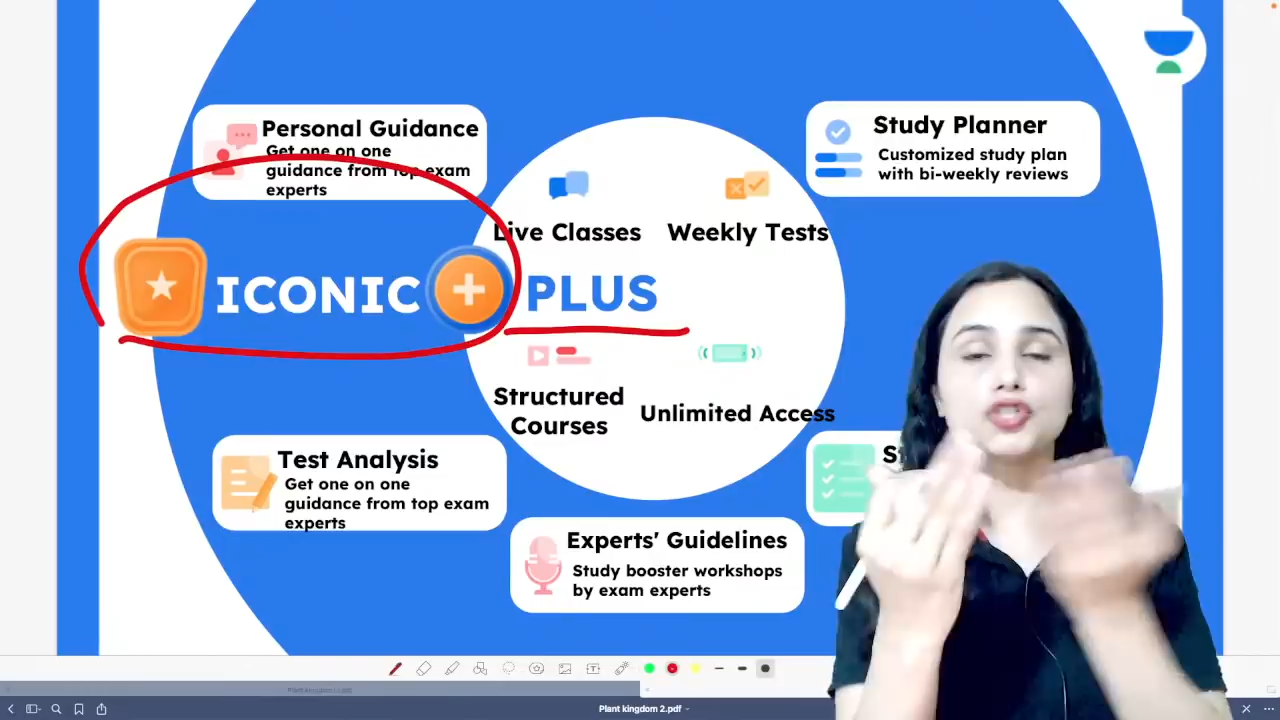 Personal Guidance
Get one on one
guidance from top exam
experts
Study Planner
Customized study plan
with bi-weekly reviews
Live Classes
Weekly Tests
ICONIC
PLUS
Structured
Courses
Unlimited Access
Test Analysis
Get one on one
guidance from top exam
experts
Experts' Guidelines
Study booster workshops
by exam experts
Plant kingdom 2.pdf